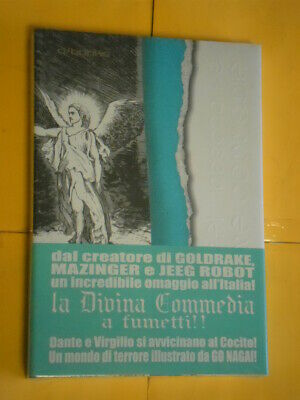 dal creatore di GOLDRAKE,
MAZINGER e JEEG ROBOT
un incredibile omaggio all'Italia!
la Divina Commedia
a fumetti!!
Dante e Virgilio si avvicinano al Cocito!
Un mondo di terrore illustrato da GO NAGAI!